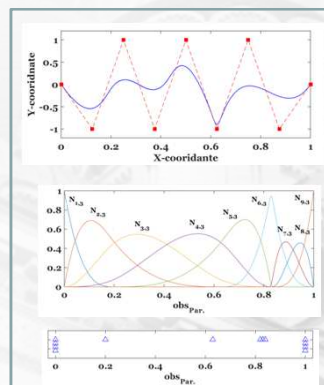 1
0.5
0
-0.5
-1
Y-cooridnate
0 0.2 0.4 0.6 0.8 1
X-cooridante
1
0.8
0.6
0.4
0.2
0
N1,3
N2,3
N3,3
N4,3
N5,3
N6,3
N7,3
N8,3
N9,3
0 0.2 0.4 0.6 0.8 1
obsPar.
0 0.2 0.4 0.6 0.8 1
obsPar.